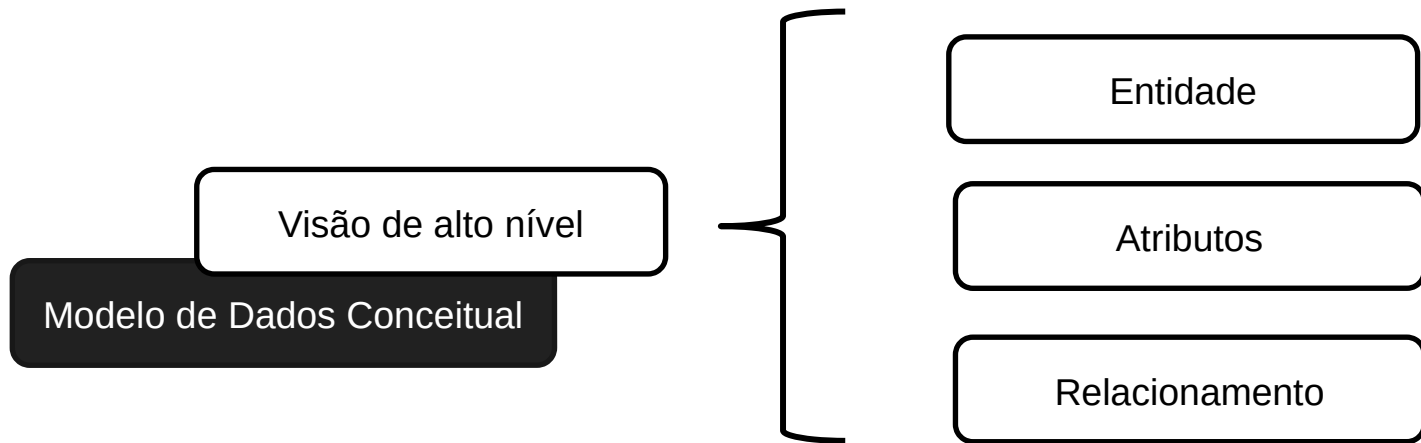 Visão de alto nível
Modelo de Dados Conceitual
Entidade
Atributos
Relacionamento